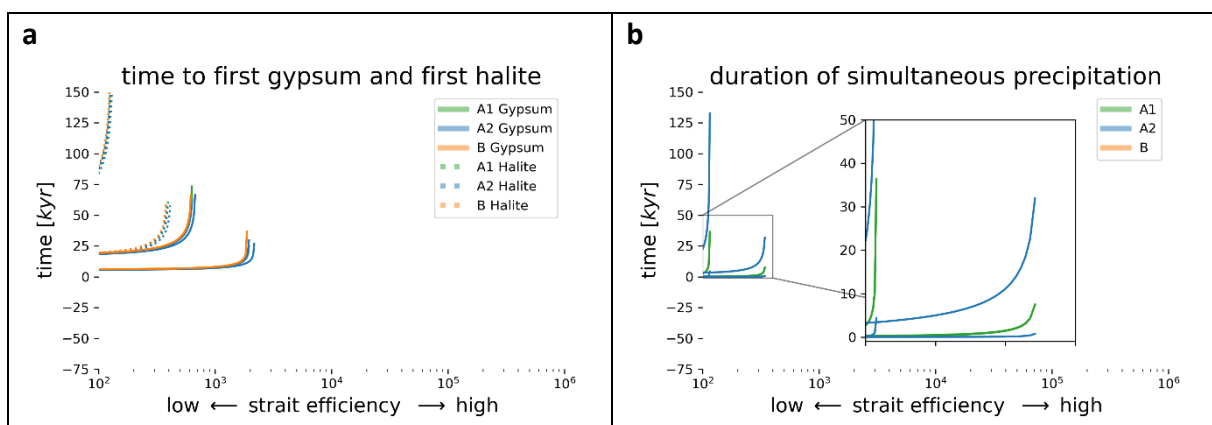 a
time to first gypsum and first halite
150
125
100
75
50
25
0
−25
−50
−75
time [kyr]
A1 Gypsum
A2 Gypsum
B Gypsum
A1 Halite
A2 Halite
B Halite
10² 10³ 10⁴ 10⁵ 10⁶
low ⟵ strait efficiency ⟶ high
b
duration of simultaneous precipitation
150
125
100
75
50
25
0
−25
−50
−75
time [kyr]
50
40
30
20
10
0
A1
A2
B
10² 10³ 10⁴ 10⁵ 10⁶
low ⟵ strait efficiency ⟶ high